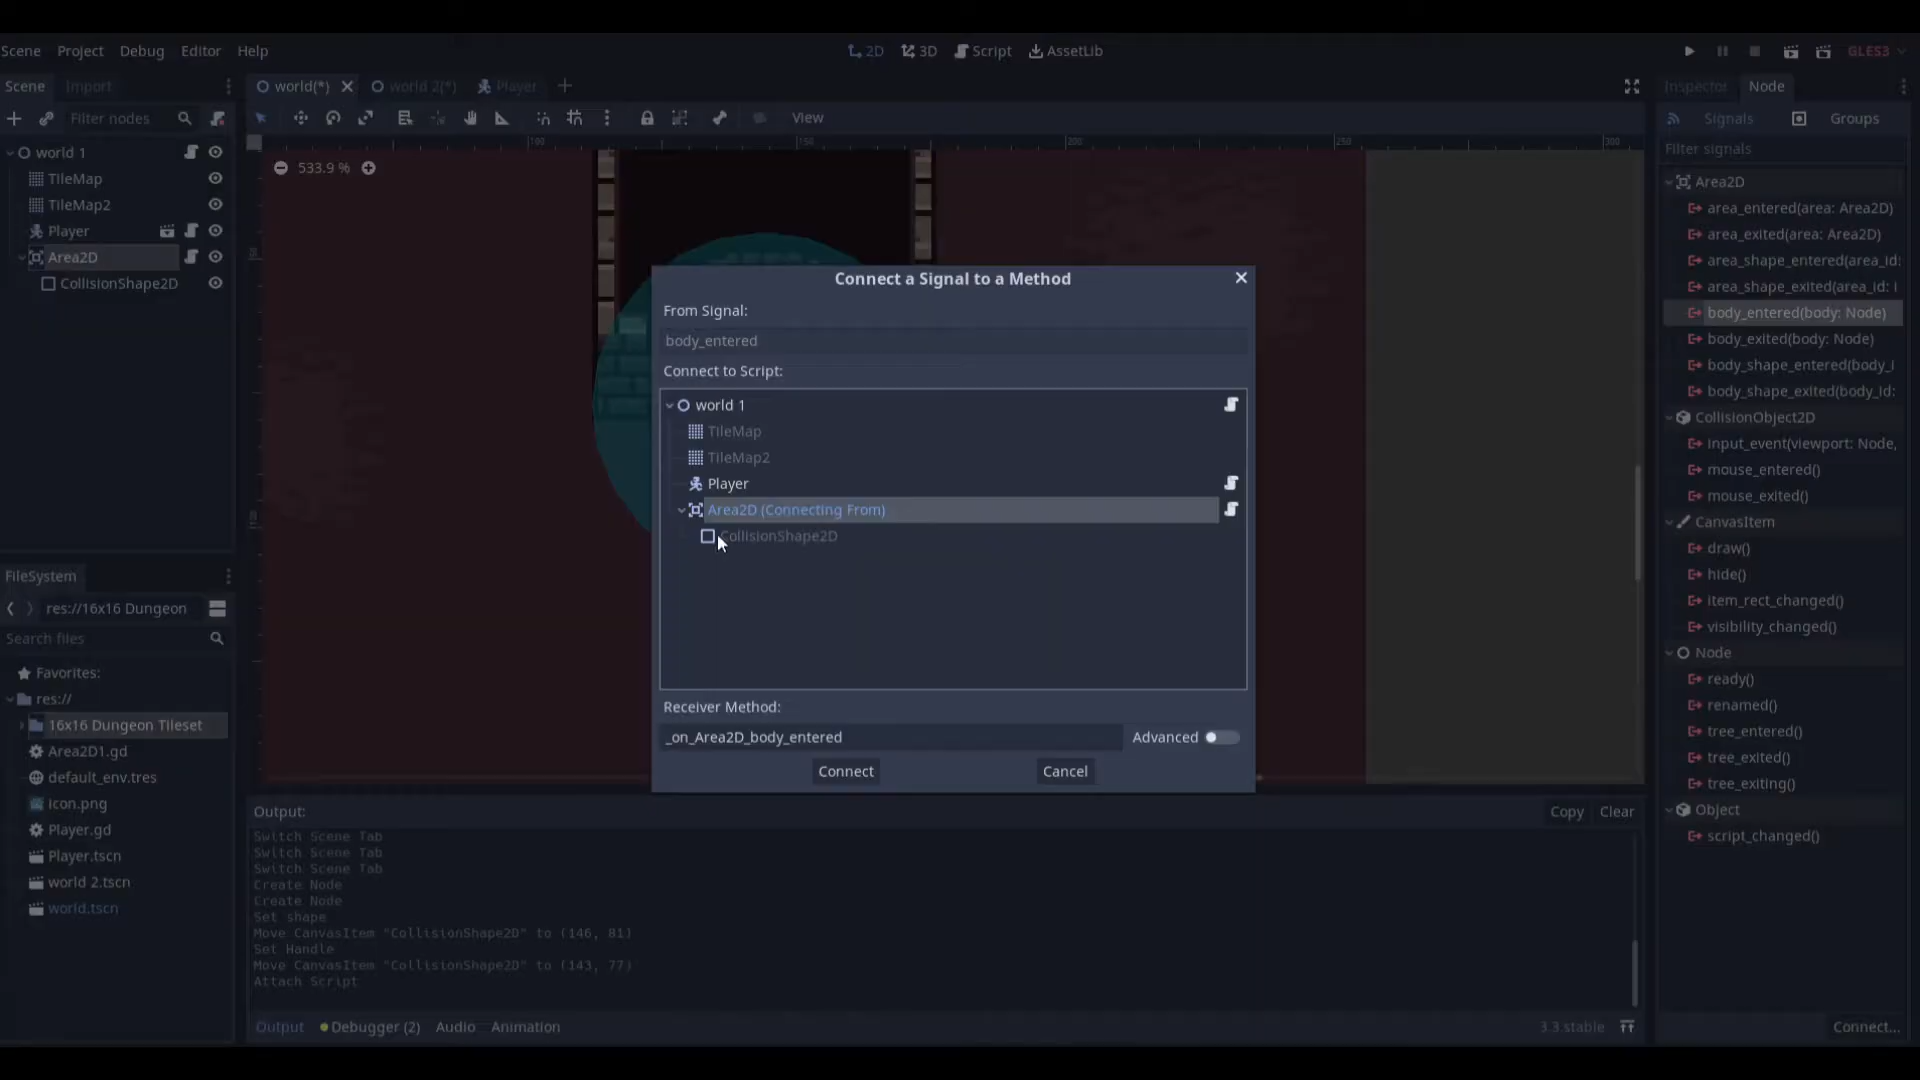 Scene Project Debug Editor Help 2D 3D Script AssetLib GLES3
Scene Import world(*) world 2(*) Player Inspector Node
Filter nodes View Signals Groups
100 150 200 250 300
533.9 %
Filter signals
world 1
TileMap
TileMap2
Player
Area2D
CollisionShape2D
Connect a Signal to a Method
From Signal:
body_entered
Connect to Script:
world 1
TileMap
TileMap2
Player
Area2D (Connecting From)
CollisionShape2D
Receiver Method:
_on_Area2D_body_entered Advanced
Connect Cancel
Area2D
area_entered(area: Area2D)
area_exited(area: Area2D)
area_shape_entered(area_id:
area_shape_exited(area_id: I
body_entered(body: Node)
body_exited(body: Node)
body_shape_entered(body_i
body_shape_exited(body_id:
CollisionObject2D
input_event(viewport: Node,
mouse_entered()
mouse_exited()
CanvasItem
draw()
hide()
item_rect_changed()
visibility_changed()
Node
ready()
renamed()
tree_entered()
tree_exited()
tree_exiting()
Object
script_changed()
FileSystem
res://16x16 Dungeon
Search files
Favorites:
res://
16x16 Dungeon Tileset
Area2D1.gd
default_env.tres
icon.png
Player.gd
Player.tscn
world 2.tscn
world.tscn
Output: Copy Clear
Switch Scene Tab
Switch Scene Tab
Switch Scene Tab
Create Node
Create Node
Set shape
Move CanvasItem "CollisionShape2D" to (146, 81)
Set Handle
Move CanvasItem "CollisionShape2D" to (143, 77)
Attach Script
Output Debugger (2) Audio Animation 3.3.stable Connect...